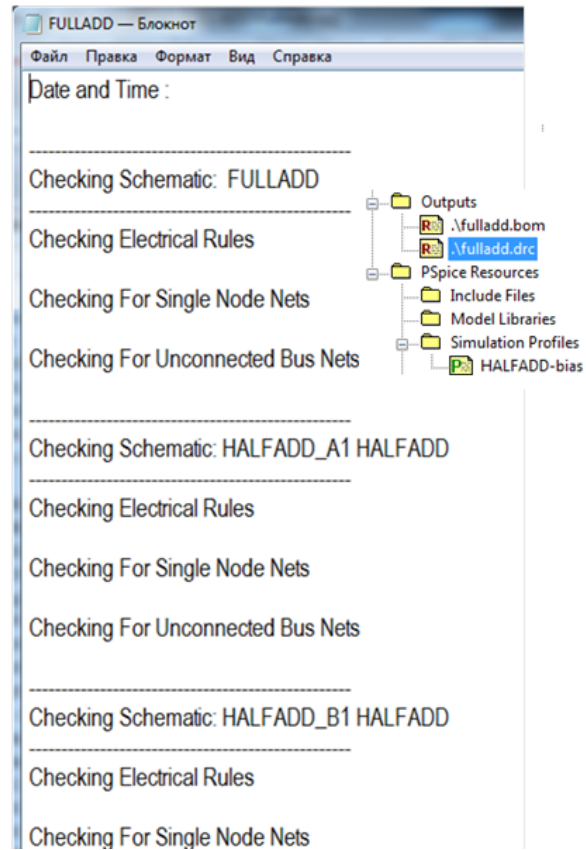 FULLADD — Блокнот
Файл Правка Формат Вид Справка
Date and Time :
--------------------------------------------------
Checking Schematic: FULLADD
--------------------------------------------------
Checking Electrical Rules
Checking For Single Node Nets
Checking For Unconnected Bus Nets
--------------------------------------------------
Checking Schematic: HALFADD_A1 HALFADD
--------------------------------------------------
Checking Electrical Rules
Checking For Single Node Nets
Checking For Unconnected Bus Nets
--------------------------------------------------
Checking Schematic: HALFADD_B1 HALFADD
--------------------------------------------------
Checking Electrical Rules
Checking For Single Node Nets
Outputs
.\fulladd.bom
.\fulladd.drc
PSpice Resources
Include Files
Model Libraries
Simulation Profiles
HALFADD-bias